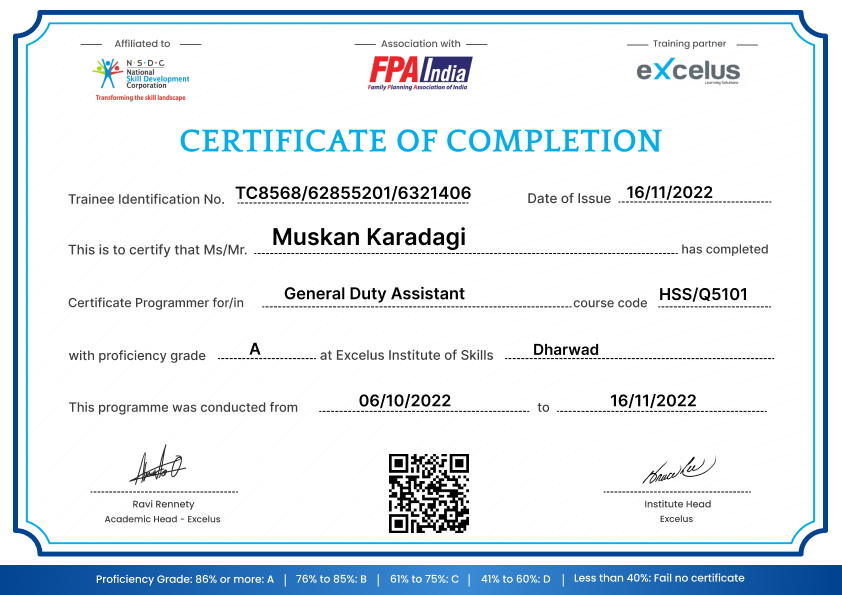 Affiliated to
Association with
Training partner
N·S·D·C
National
Skill Development
Corporation
Transforming the skill landscape
FPA India
Family Planning Association of India
eXcelus
Learning Solutions
CERTIFICATE OF COMPLETION
Trainee Identification No. TC8568/62855201/6321406 Date of Issue 16/11/2022
This is to certify that Ms/Mr. Muskan Karadagi has completed
Certificate Programmer for/in General Duty Assistant course code HSS/Q5101
with proficiency grade A at Excelus Institute of Skills Dharwad
This programme was conducted from 06/10/2022 to 16/11/2022
Bruce Lee
Ravi Rennety
Academic Head - Excelus
Institute Head
Excelus
Proficiency Grade: 86% or more: A | 76% to 85%: B | 61% to 75%: C | 41% to 60%: D | Less than 40%: Fail no certificate